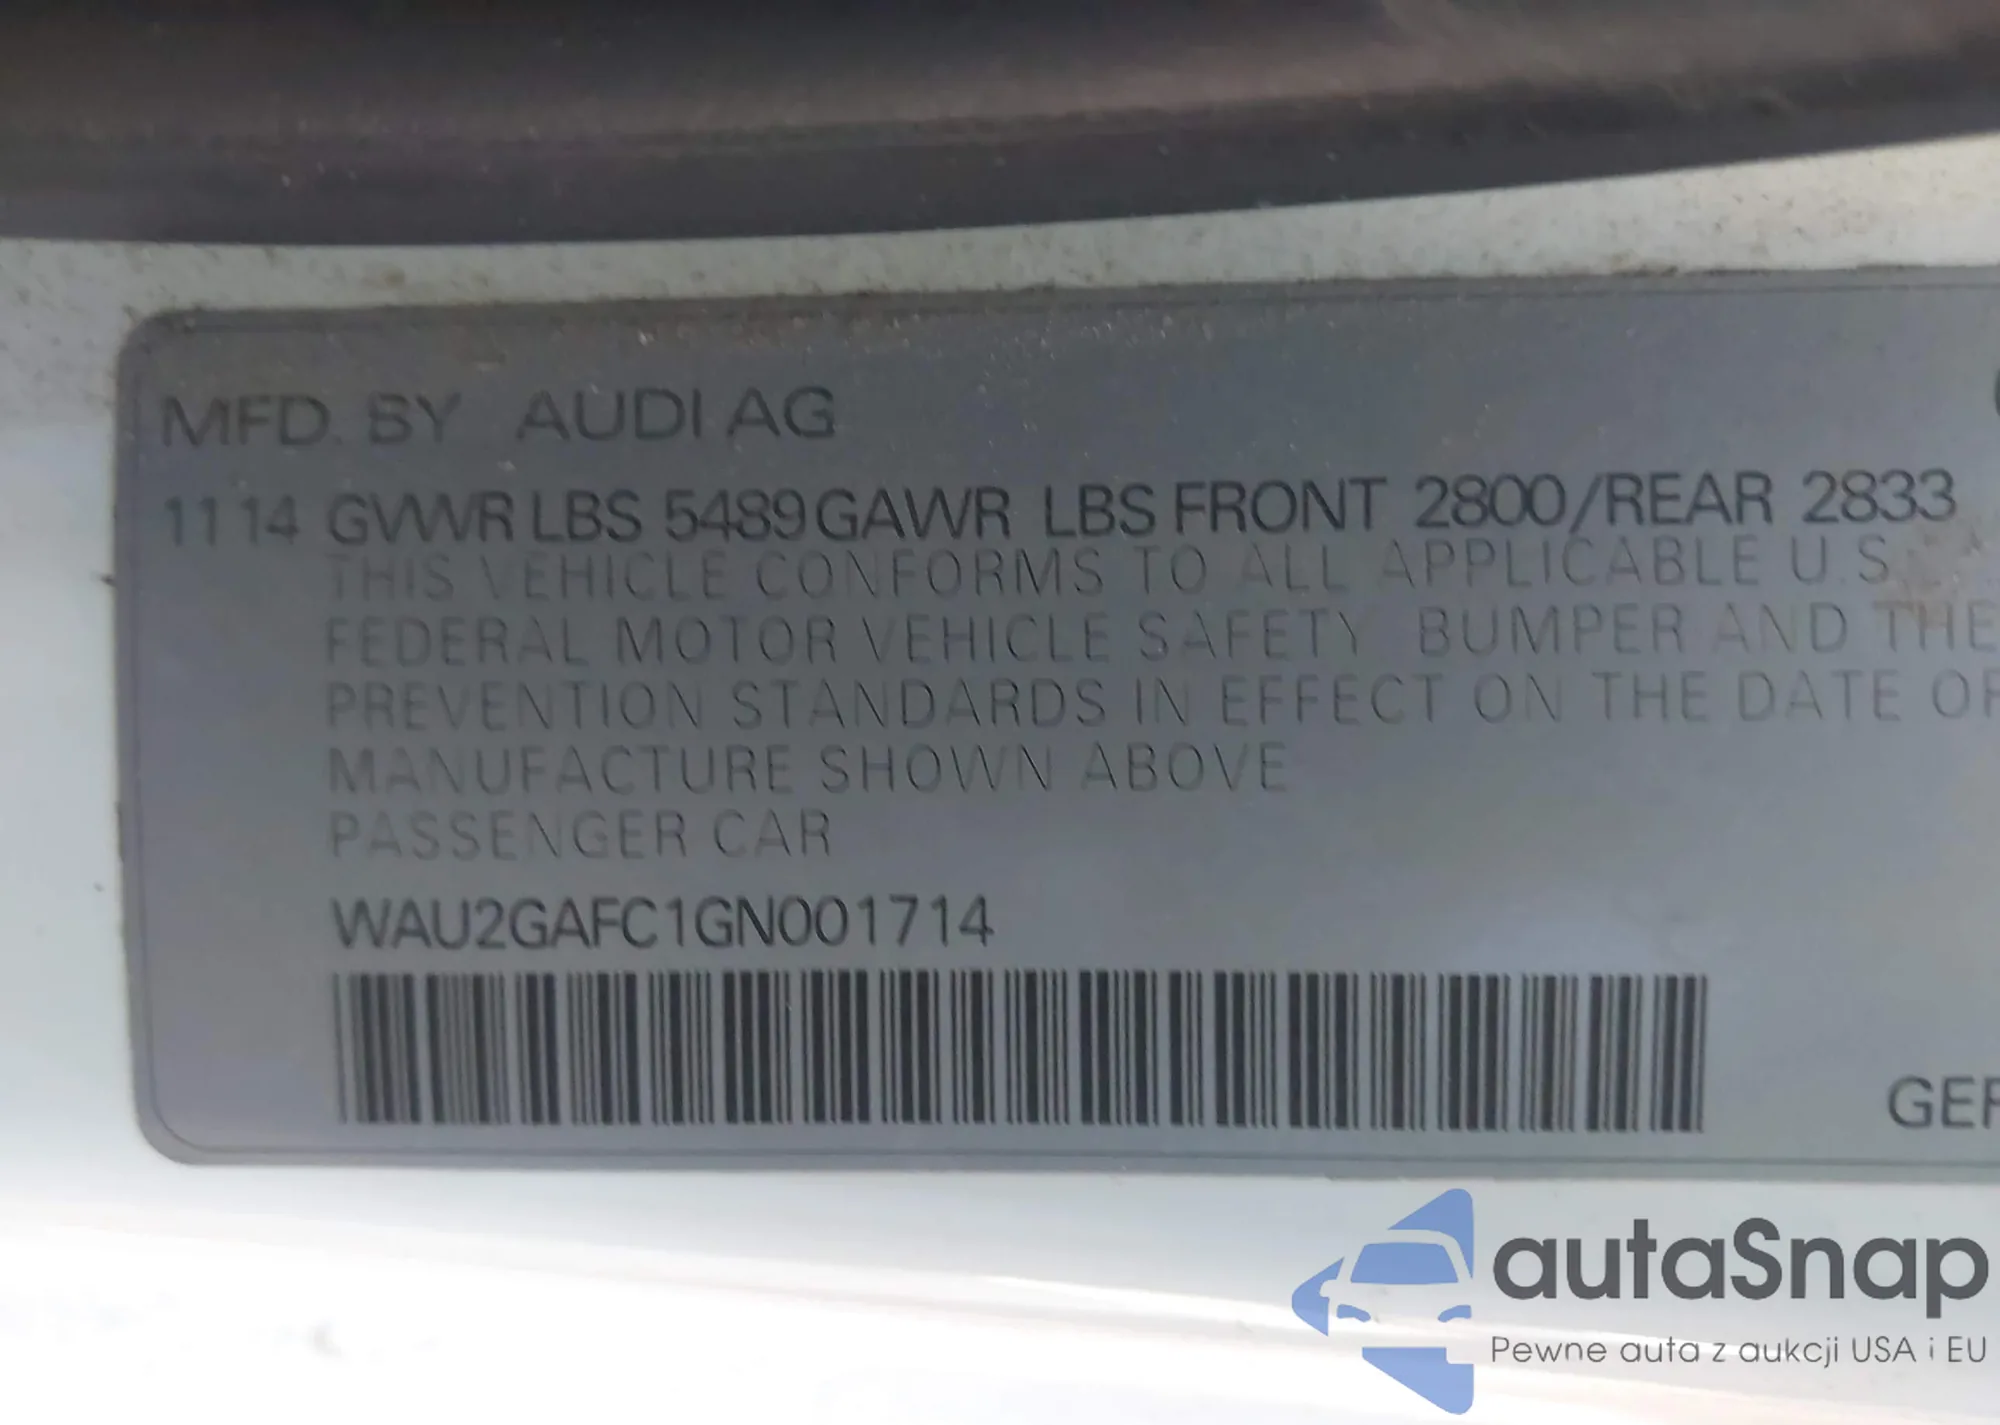 MFD. BY AUDI AG
11 14 GVWR LBS 5489 GAWR LBS FRONT 2800/REAR 2833
THIS VEHICLE CONFORMS TO ALL APPLICABLE U.S.
FEDERAL MOTOR VEHICLE SAFETY BUMPER AND THE
PREVENTION STANDARDS IN EFFECT ON THE DATE OF
MANUFACTURE SHOWN ABOVE
PASSENGER CAR
WAU2GAFC1GN001714
GER
autaSnap
Pewne auta z aukcji USA i EU